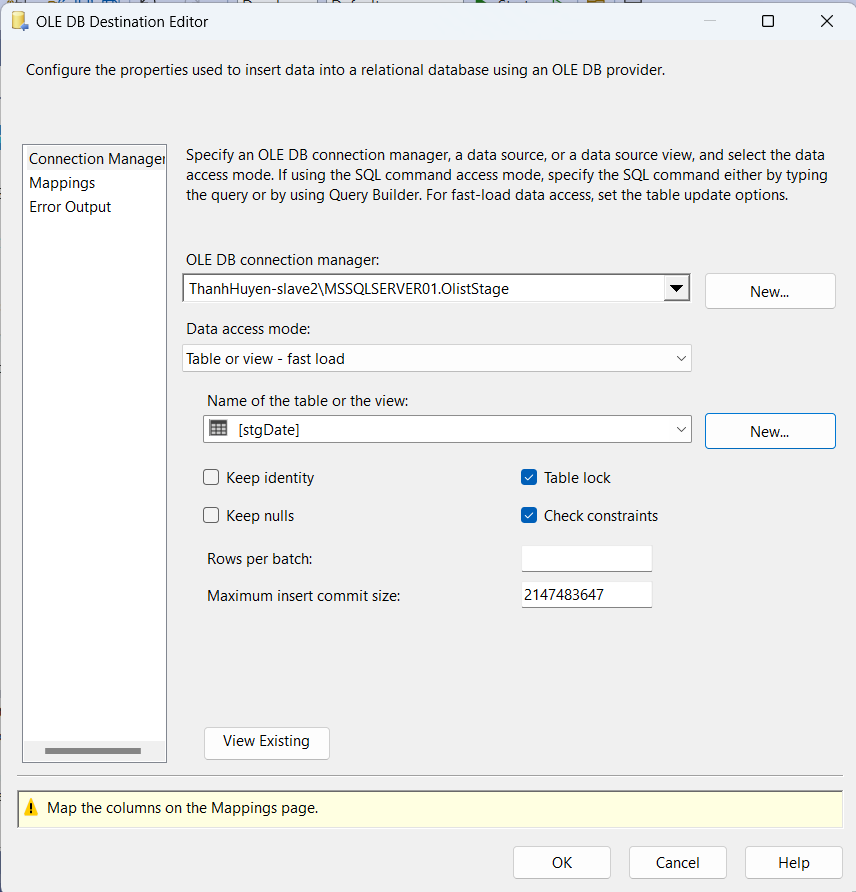 OLE DB Destination Editor
Configure the properties used to insert data into a relational database using an OLE DB provider.
Connection Manager
Mappings
Error Output
Specify an OLE DB connection manager, a data source, or a data source view, and select the data
access mode. If using the SQL command access mode, specify the SQL command either by typing
the query or by using Query Builder. For fast-load data access, set the table update options.
OLE DB connection manager:
ThanhHuyen-slave2\MSSQLSERVER01.OlistStage
New...
Data access mode:
Table or view - fast load
Name of the table or the view:
[stgDate]
New...
Keep identity
Table lock
Keep nulls
Check constraints
Rows per batch:
Maximum insert commit size:
2147483647
View Existing
Map the columns on the Mappings page.
OK
Cancel
Help